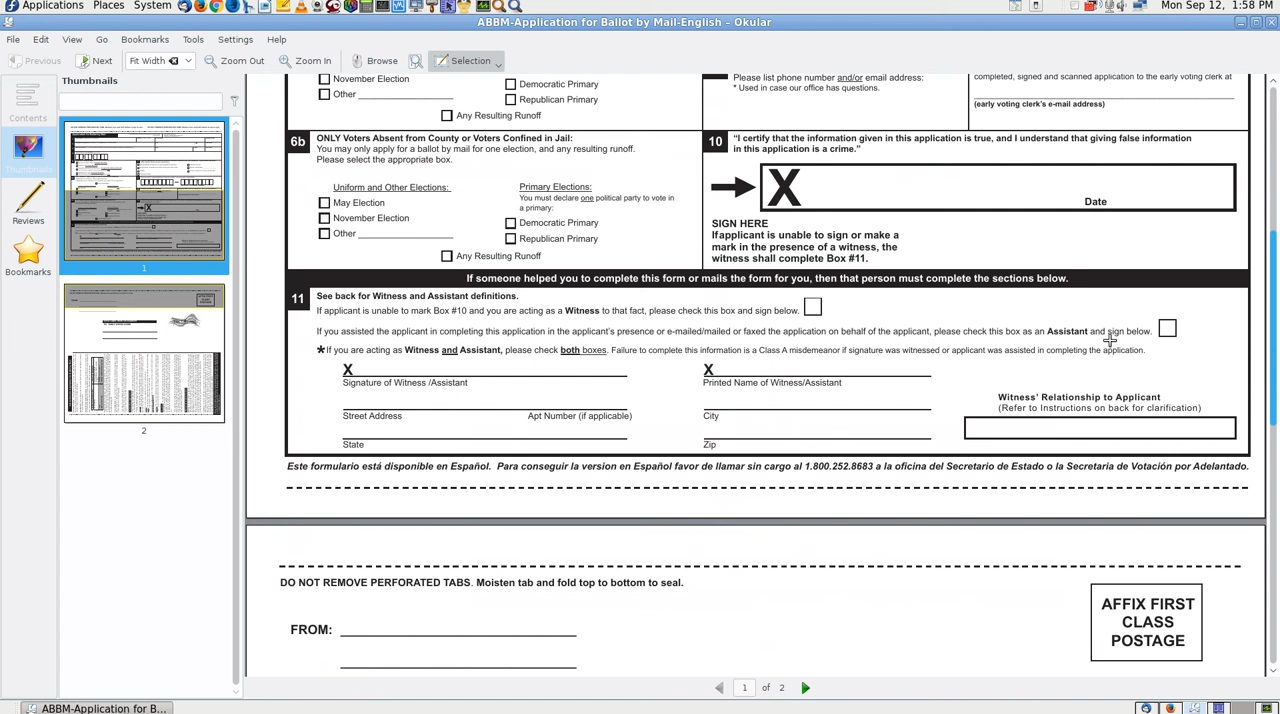 Applications Places System Mon Sep 12, 1:58 PM
ABBM-Application for Ballot by Mail-English – Okular
File Edit View Go Bookmarks Tools Settings Help
Previous Next Fit Width Zoom Out Zoom In Browse Selection
Thumbnails
Contents
Thumbnails
Reviews
Bookmarks
1
2
November Election
Other
Democratic Primary
Republican Primary
Any Resulting Runoff
Please list phone number and/or email address:
* Used in case our office has questions.
completed, signed and scanned application to the early voting clerk at
(early voting clerk's e-mail address)
6b ONLY Voters Absent from County or Voters Confined in Jail:
You may only apply for a ballot by mail for one election, and any resulting runoff.
Please select the appropriate box.
Uniform and Other Elections:
May Election
November Election
Other
Primary Elections:
You must declare one political party to vote in
a primary:
Democratic Primary
Republican Primary
Any Resulting Runoff
10 “I certify that the information given in this application is true, and I understand that giving false information
in this application is a crime.”
X
Date
SIGN HERE
If applicant is unable to sign or make a
mark in the presence of a witness, the
witness shall complete Box #11.
If someone helped you to complete this form or mails the form for you, then that person must complete the sections below.
11 See back for Witness and Assistant definitions.
If applicant is unable to mark Box #10 and you are acting as a Witness to that fact, please check this box and sign below.
If you assisted the applicant in completing this application in the applicant's presence or e-mailed/mailed or faxed the application on behalf of the applicant, please check this box as an Assistant and sign below.
*If you are acting as Witness and Assistant, please check both boxes. Failure to complete this information is a Class A misdemeanor if signature was witnessed or applicant was assisted in completing the application.
X X
Signature of Witness /Assistant Printed Name of Witness/Assistant
Street Address Apt Number (if applicable) City
State Zip
Witness' Relationship to Applicant
(Refer to Instructions on back for clarification)
Este formulario está disponible en Español. Para conseguir la version en Español favor de llamar sin cargo al 1.800.252.8683 a la oficina del Secretario de Estado o la Secretaria de Votación por Adelantado.
DO NOT REMOVE PERFORATED TABS. Moisten tab and fold top to bottom to seal.
FROM:
AFFIX FIRST
CLASS
POSTAGE
1 of 2
ABBM-Application for B...